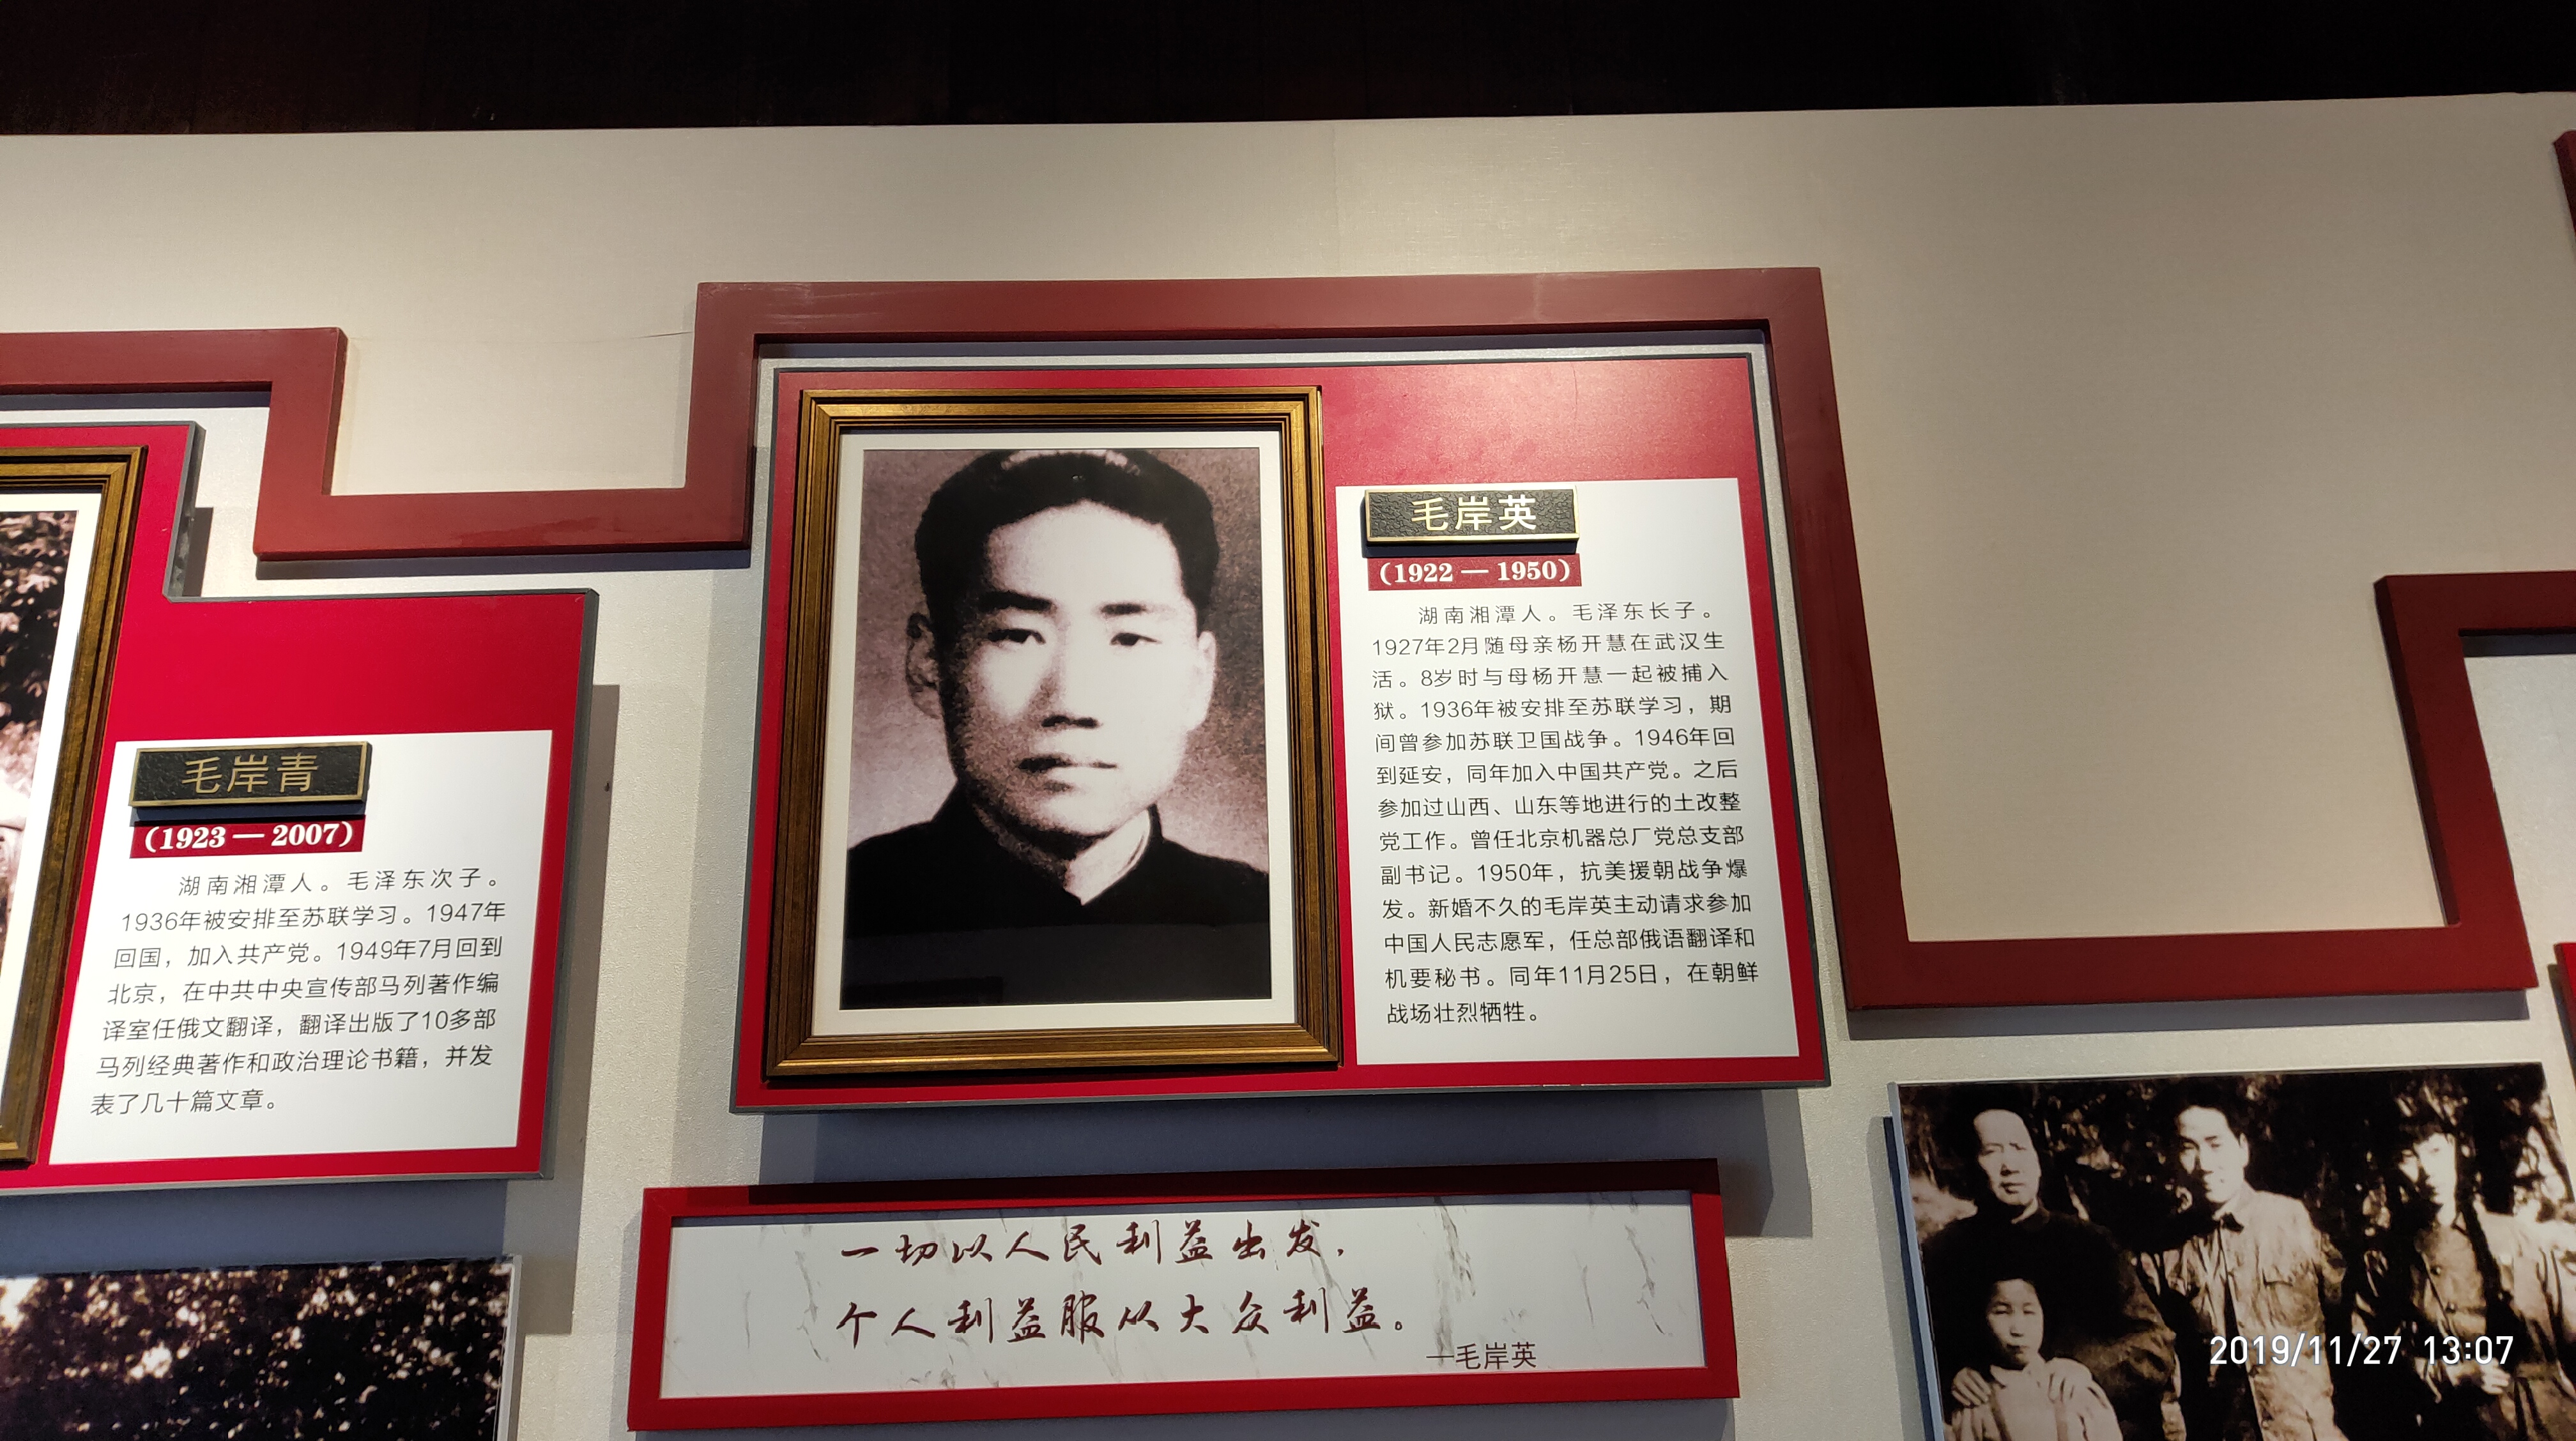 毛岸青
（1923 — 2007）
湖南湘潭人。毛泽东次子。
1936年被安排至苏联学习。1947年
回国，加入共产党。1949年7月回到
北京，在中共中央宣传部马列著作编
译室任俄文翻译，翻译出版了10多部
马列经典著作和政治理论书籍，并发
表了几十篇文章。
毛岸英
（1922 — 1950）
湖南湘潭人。毛泽东长子。
1927年2月随母亲杨开慧在武汉生
活。8岁时与母杨开慧一起被捕入
狱。1936年被安排至苏联学习，期
间曾参加苏联卫国战争。1946年回
到延安，同年加入中国共产党。之后
参加过山西、山东等地进行的土改整
党工作。曾任北京机器总厂党总支部
副书记。1950年，抗美援朝战争爆
发。新婚不久的毛岸英主动请求参加
中国人民志愿军，任总部俄语翻译和
机要秘书。同年11月25日，在朝鲜
战场壮烈牺牲。
一切以人民利益出发，
个人利益服从大众利益。
—毛岸英
2019/11/27 13:07